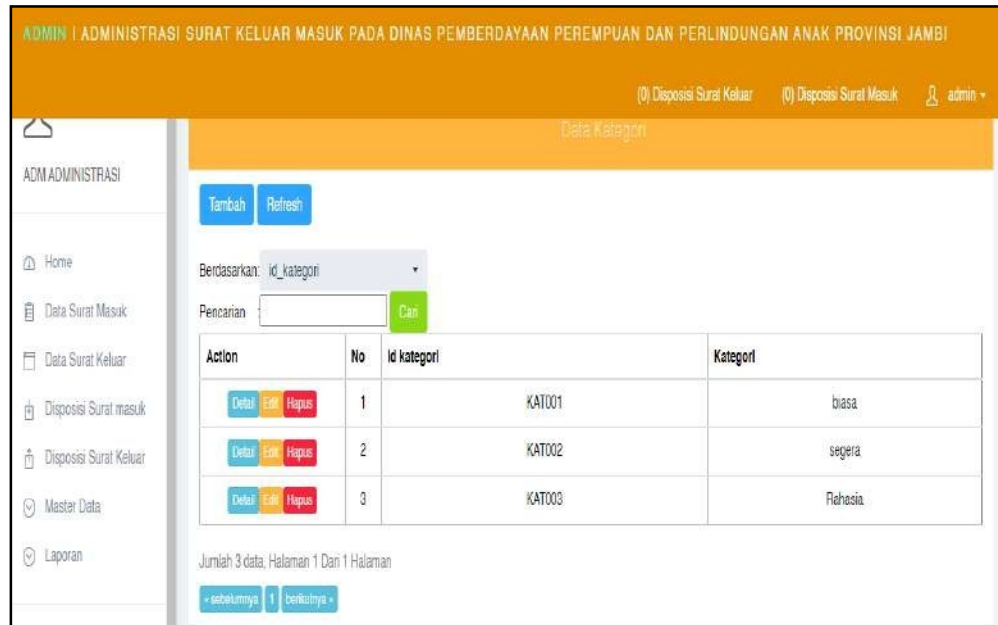 ADMIN | ADMINISTRASI SURAT KELUAR MASUK PADA DINAS PEMBERDAYAAN PEREMPUAN DAN PERLINDUNGAN ANAK PROVINSI JAMBI
(0) Disposisi Surat Keluar (0) Disposisi Surat Masuk admin
ADM ADMINISTRASI
Home
Data Surat Masuk
Data Surat Keluar
Disposisi Surat masuk
Disposisi Surat Keluar
Master Data
Laporan
Data Kategori
Tambah Refresh
Berdasarkan: id_kategori
Pencarian : Cari
Action No Id kategori Kategori
Detail Edit Hapus 1 KAT001 biasa
Detail Edit Hapus 2 KAT002 segera
Detail Edit Hapus 3 KAT003 Rahasia
Jumlah 3 data, Halaman 1 Dari 1 Halaman
« sebelumnya 1 berikutnya »